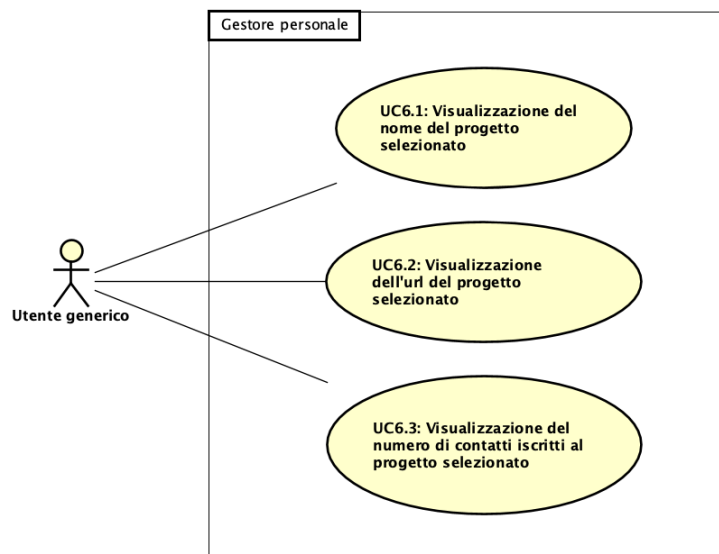 Gestore personale
UC6.1: Visualizzazione del
nome del progetto
selezionato
UC6.2: Visualizzazione
dell'url del progetto
selezionato
Utente generico
UC6.3: Visualizzazione del
numero di contatti iscritti al
progetto selezionato